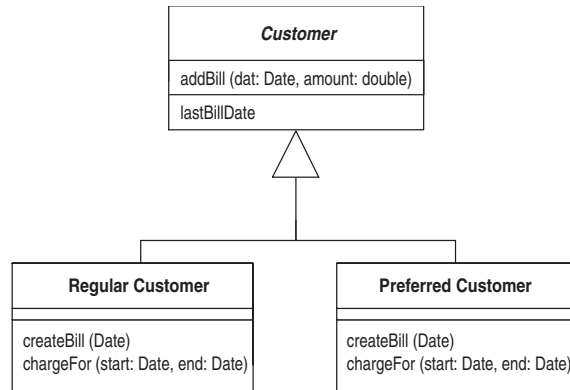 Customer
addBill (dat: Date, amount: double)
lastBillDate
Regular Customer
createBill (Date)
chargeFor (start: Date, end: Date)
Preferred Customer
createBill (Date)
chargeFor (start: Date, end: Date)